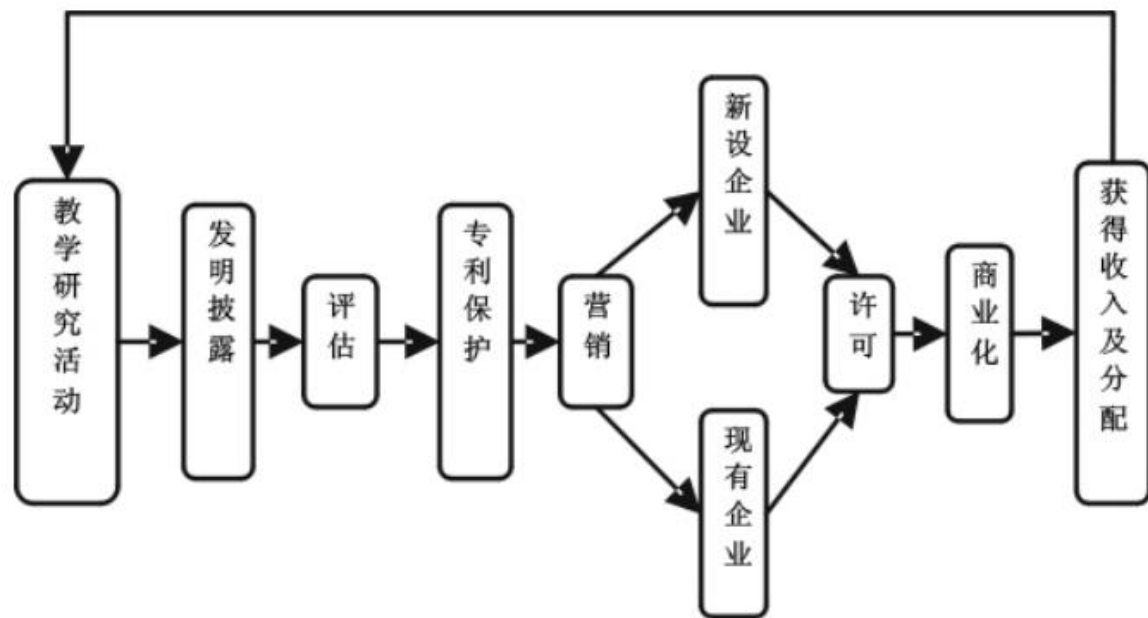 教学研究活动
发明披露
评估
专利保护
营销
新设企业
现有企业
许可
商业化
获得收入及分配